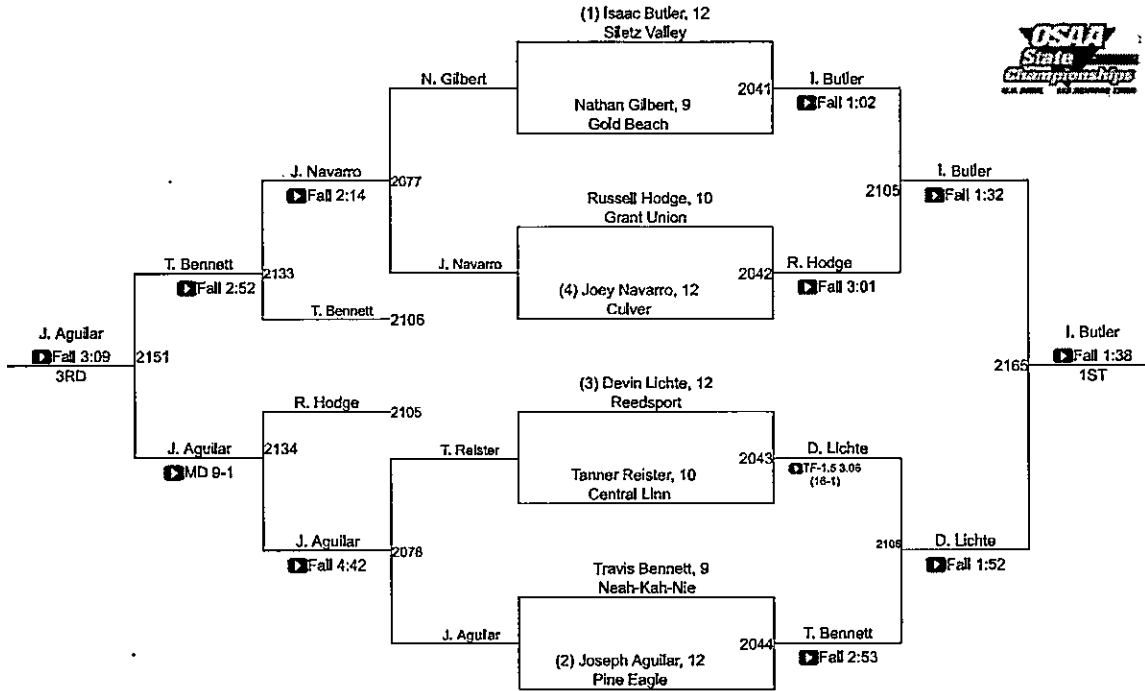 (1) Isaac Butler, 12
Siletz Valley
OSAA
State
Championships
N. Gilbert
2041
I. Butler
Fall 1:02
Nathan Gilbert, 9
Gold Beach
J. Navarro
Fall 2:14
2077
2105
I. Butler
Fall 1:32
Russell Hodge, 10
Grant Union
T. Bennett
Fall 2:52
2133
J. Navarro
2042
R. Hodge
Fall 3:01
(4) Joey Navarro, 12
Culver
T. Bennett
2106
J. Aguilar
Fall 3:09
3RD
2151
2165
I. Butler
Fall 1:38
1ST
(3) Devin Lichte, 12
Reedsport
R. Hodge
2105
J. Aguilar
MD 9-1
2134
T. Reister
2043
D. Lichte
TF-1.5 3:06
(16-1)
Tanner Reister, 10
Central Linn
J. Aguilar
Fall 4:42
2078
2106
D. Lichte
Fall 1:52
Travis Bennett, 9
Neah-Kah-Nie
J. Aguilar
2044
T. Bennett
Fall 2:53
(2) Joseph Aguilar, 12
Pine Eagle